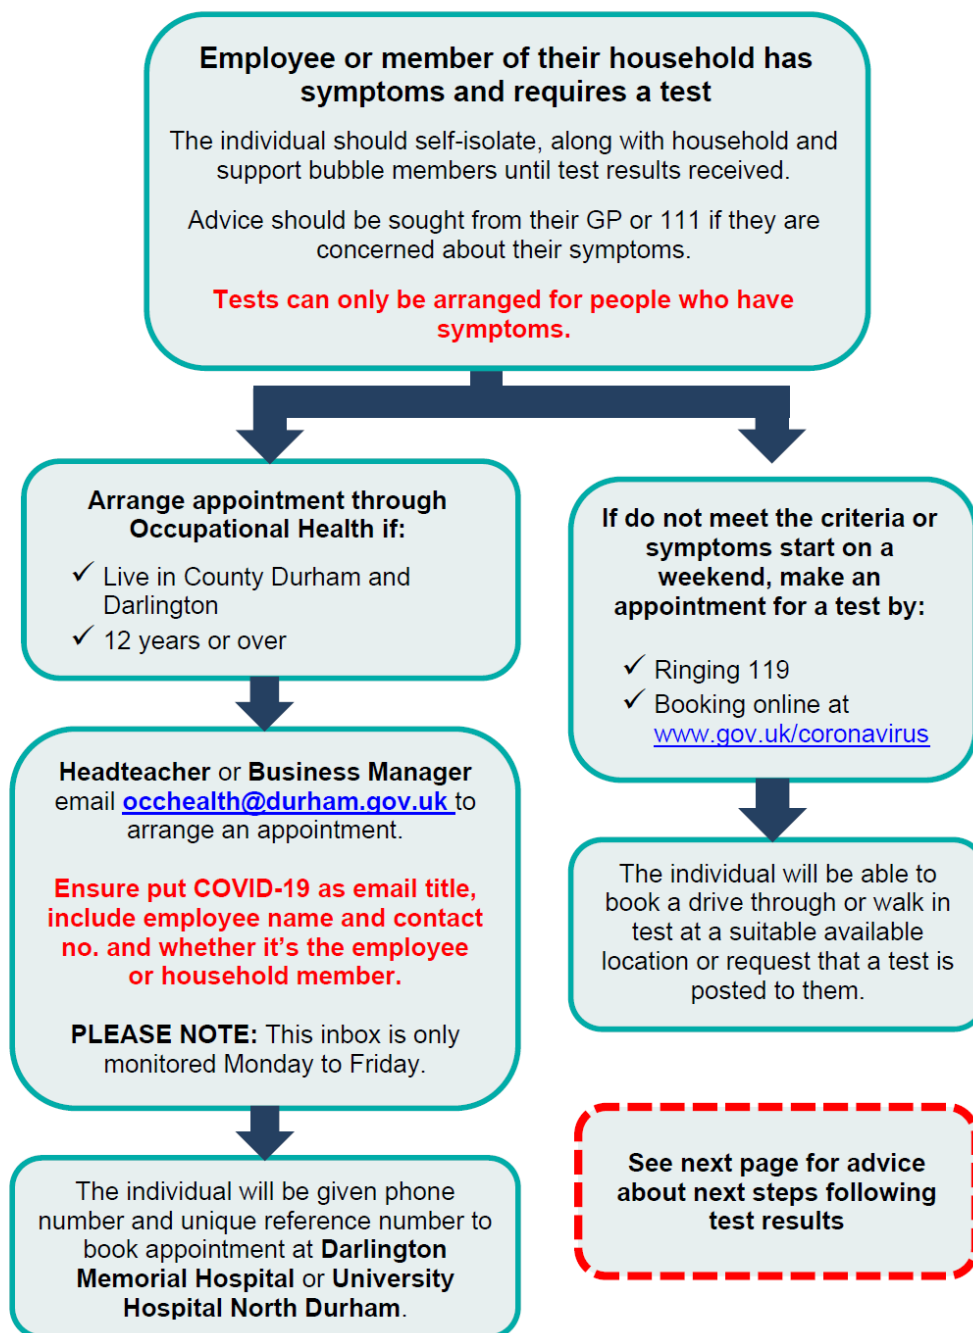 Employee or member of their household has
symptoms and requires a test
The individual should self-isolate, along with household and
support bubble members until test results received.
Advice should be sought from their GP or 111 if they are
concerned about their symptoms.
Tests can only be arranged for people who have
symptoms.
Arrange appointment through
Occupational Health if:
✓ Live in County Durham and
Darlington
✓ 12 years or over
Headteacher or Business Manager
email occhealth@durham.gov.uk to
arrange an appointment.
Ensure put COVID-19 as email title,
include employee name and contact
no. and whether it's the employee
or household member.
PLEASE NOTE: This inbox is only
monitored Monday to Friday.
The individual will be given phone
number and unique reference number to
book appointment at Darlington
Memorial Hospital or University
Hospital North Durham.
If do not meet the criteria or
symptoms start on a
weekend, make an
appointment for a test by:
✓ Ringing 119
✓ Booking online at
www.gov.uk/coronavirus
The individual will be able to
book a drive through or walk in
test at a suitable available
location or request that a test is
posted to them.
See next page for advice
about next steps following
test results